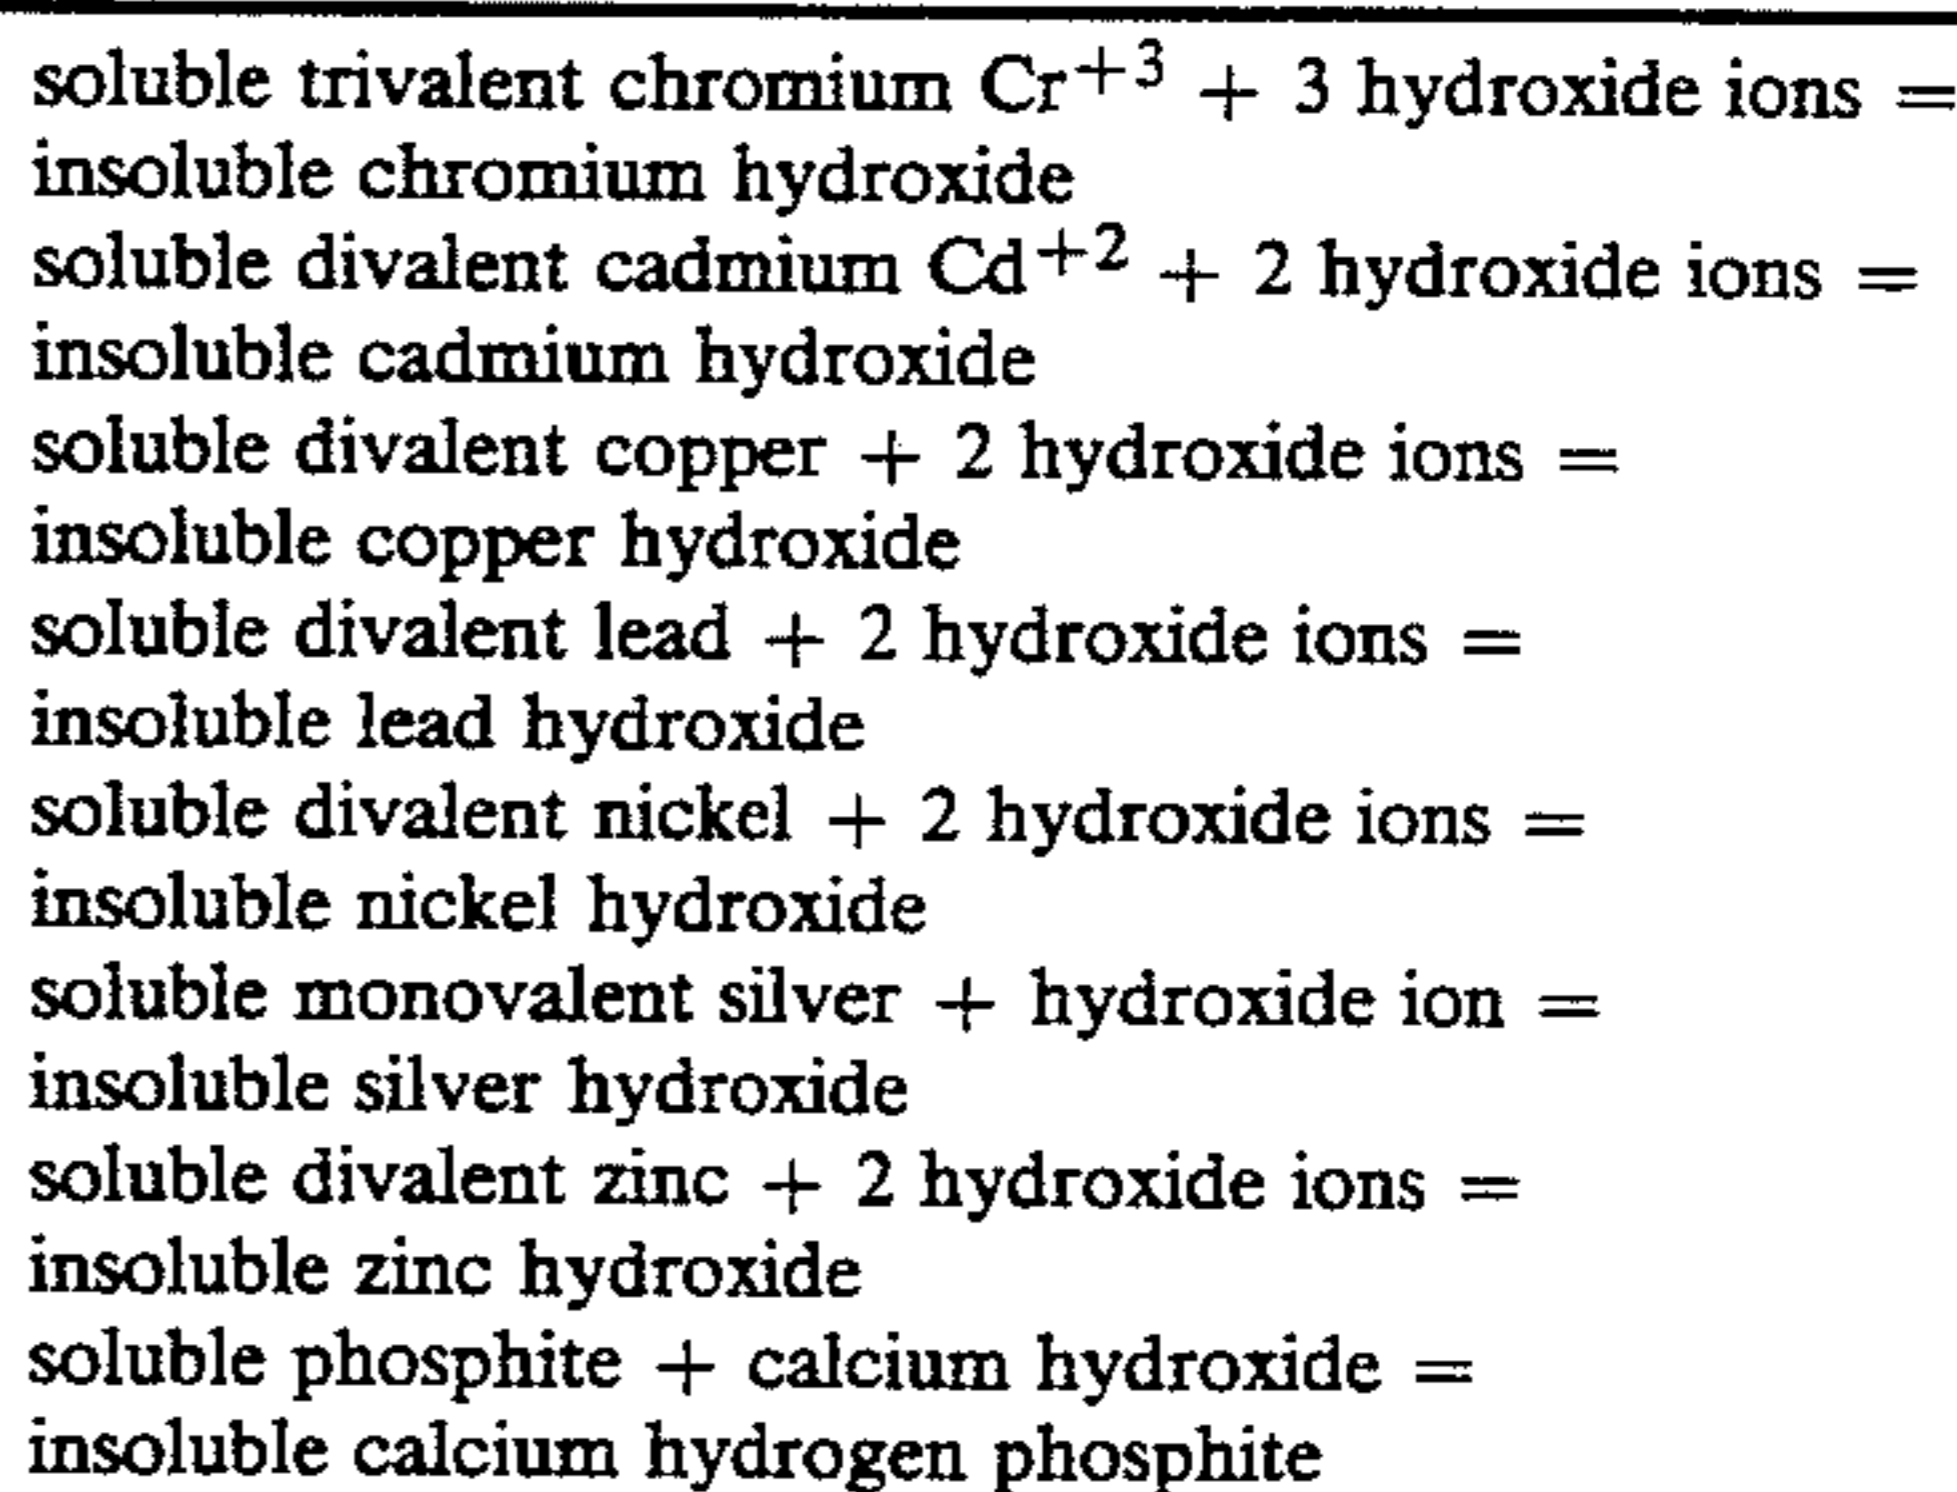 soluble trivalent chromium Cr+3 + 3 hydroxide ions =
insoluble chromium hydroxide
soluble divalent cadmium Cd+2 + 2 hydroxide ions =
insoluble cadmium hydroxide
soluble divalent copper + 2 hydroxide ions =
insoluble copper hydroxide
soluble divalent lead + 2 hydroxide ions =
insoluble lead hydroxide
soluble divalent nickel + 2 hydroxide ions =
insoluble nickel hydroxide
soluble monovalent silver + hydroxide ion =
insoluble silver hydroxide
soluble divalent zinc + 2 hydroxide ions =
insoluble zinc hydroxide
soluble phosphite + calcium hydroxide =
insoluble calcium hydrogen phosphite